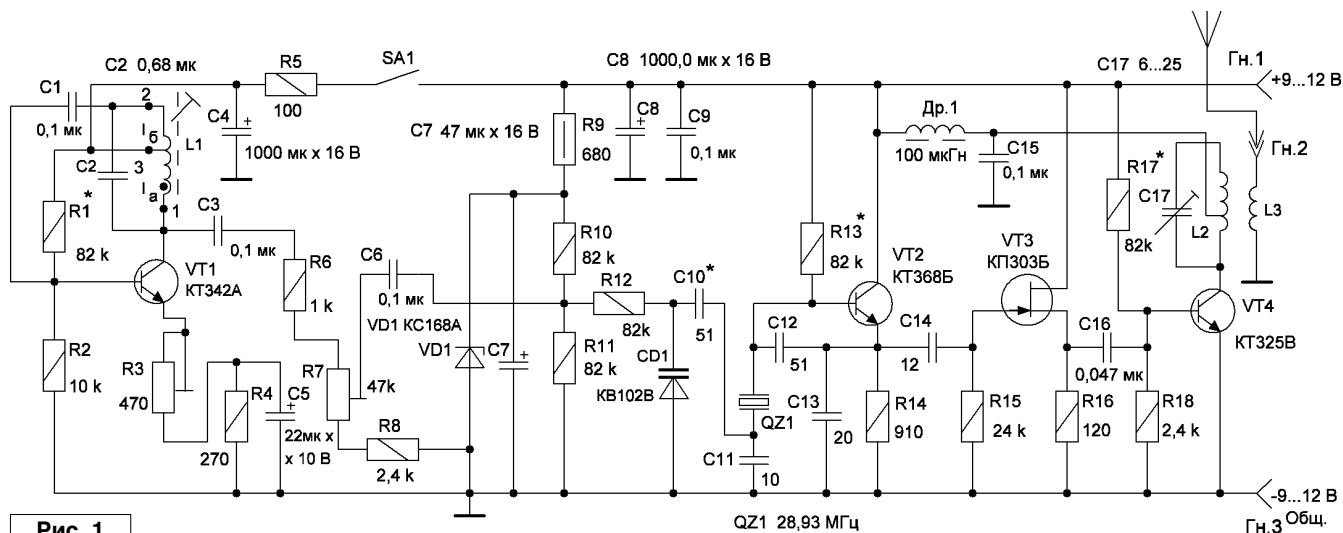 C2 0,68 мк
R5
100
SA1
C8 1000,0 мк x 16 В
C17 6...25
Гн.1
+9...12 В
C1
0,1 мк
2
L1
C4
1000 мк x 16 В
C7 47 мк x 16 В
R9
680
C8
C9
0,1 мк
Др.1
100 мкГн
C15
0,1 мк
Гн.2
Iб
C2
3
Iа
1
R1*
82 k
C3
0,1 мк
R10
82 k
R13*
82 k
VT2
КТ368Б
VT3
КП303Б
R17*
82k
C17
L2
L3
VT1
КТ342А
R6
1 k
C6
0,1 мк
VD1 КС168А
R12
82k
C10*
51
C12
51
C14
12
C16
0,047 мк
VT4
КТ325В
R2
10 k
R3
470
R4
270
C5
22мк x
x 10 В
R7
47k
R8
2,4 k
VD1
C7
R11
82 k
CD1
КВ102В
QZ1
C11
10
C13
20
R14
910
R15
24 k
R16
120
R18
2,4 k
-9...12 В
Рис. 1
QZ1 28,93 МГц
Гн.3
Общ.